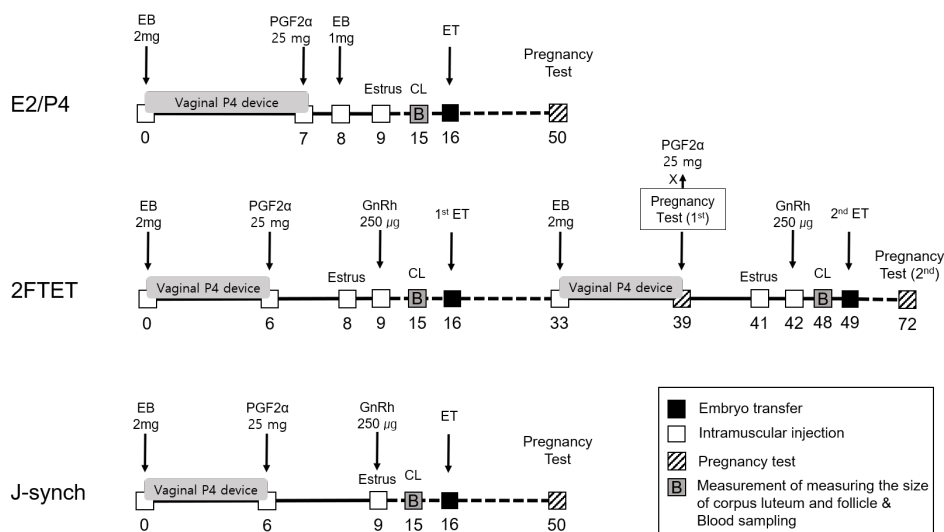 EB
2mg
PGF2α
25 mg
EB
1mg
ET
Pregnancy
Test
E2/P4
Vaginal P4 device
Estrus
CL
B
0
7
8
9
15
16
50
PGF2α
25 mg
X
Pregnancy
Test (1st)
EB
2mg
PGF2α
25 mg
GnRh
250 μg
1st ET
EB
2mg
GnRh
250 μg
2nd ET
Pregnancy
Test (2nd)
2FTET
Vaginal P4 device
Estrus
CL
B
Vaginal P4 device
Estrus
CL
B
0
6
8
9
15
16
33
39
41
42
48
49
72
EB
2mg
PGF2α
25 mg
GnRh
250 μg
ET
Pregnancy
Test
J-synch
Vaginal P4 device
Estrus
CL
B
0
6
9
15
16
50
Embryo transfer
Intramuscular injection
Pregnancy test
B
Measurement of measuring the size
of corpus luteum and follicle &
Blood sampling